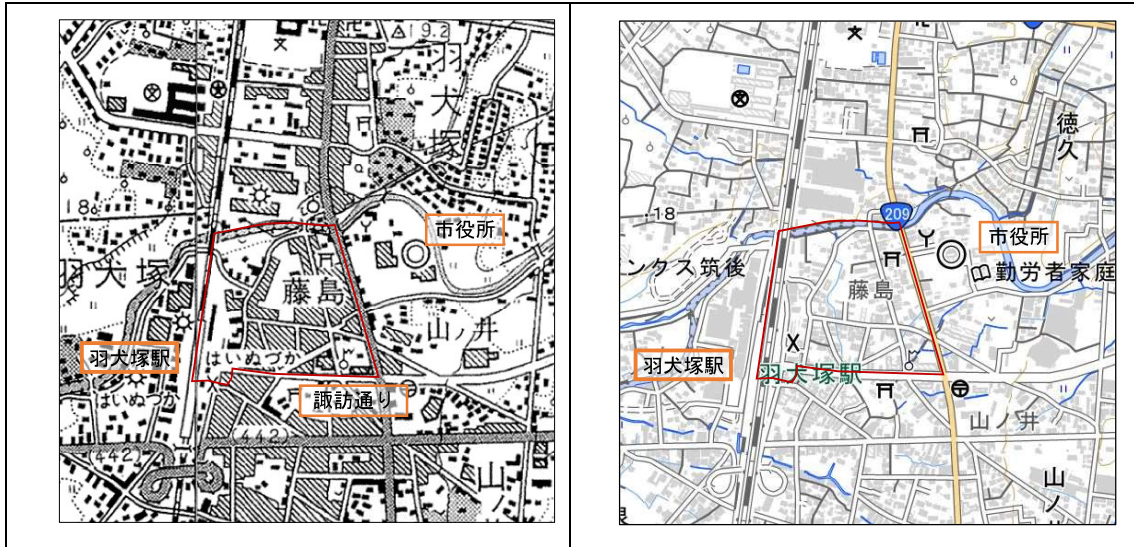 19.2
羽
犬
塚
18
市役所
羽犬塚
藤島
山ノ井
羽犬塚駅
はいぬづか
はいぬづか
諏訪通り
(442)
(442)
山ノ
徳久
209
18
市役所
ンタス筑後
勤労者家庭
藤島
羽犬塚駅
羽犬塚駅
山ノ井
山ノ